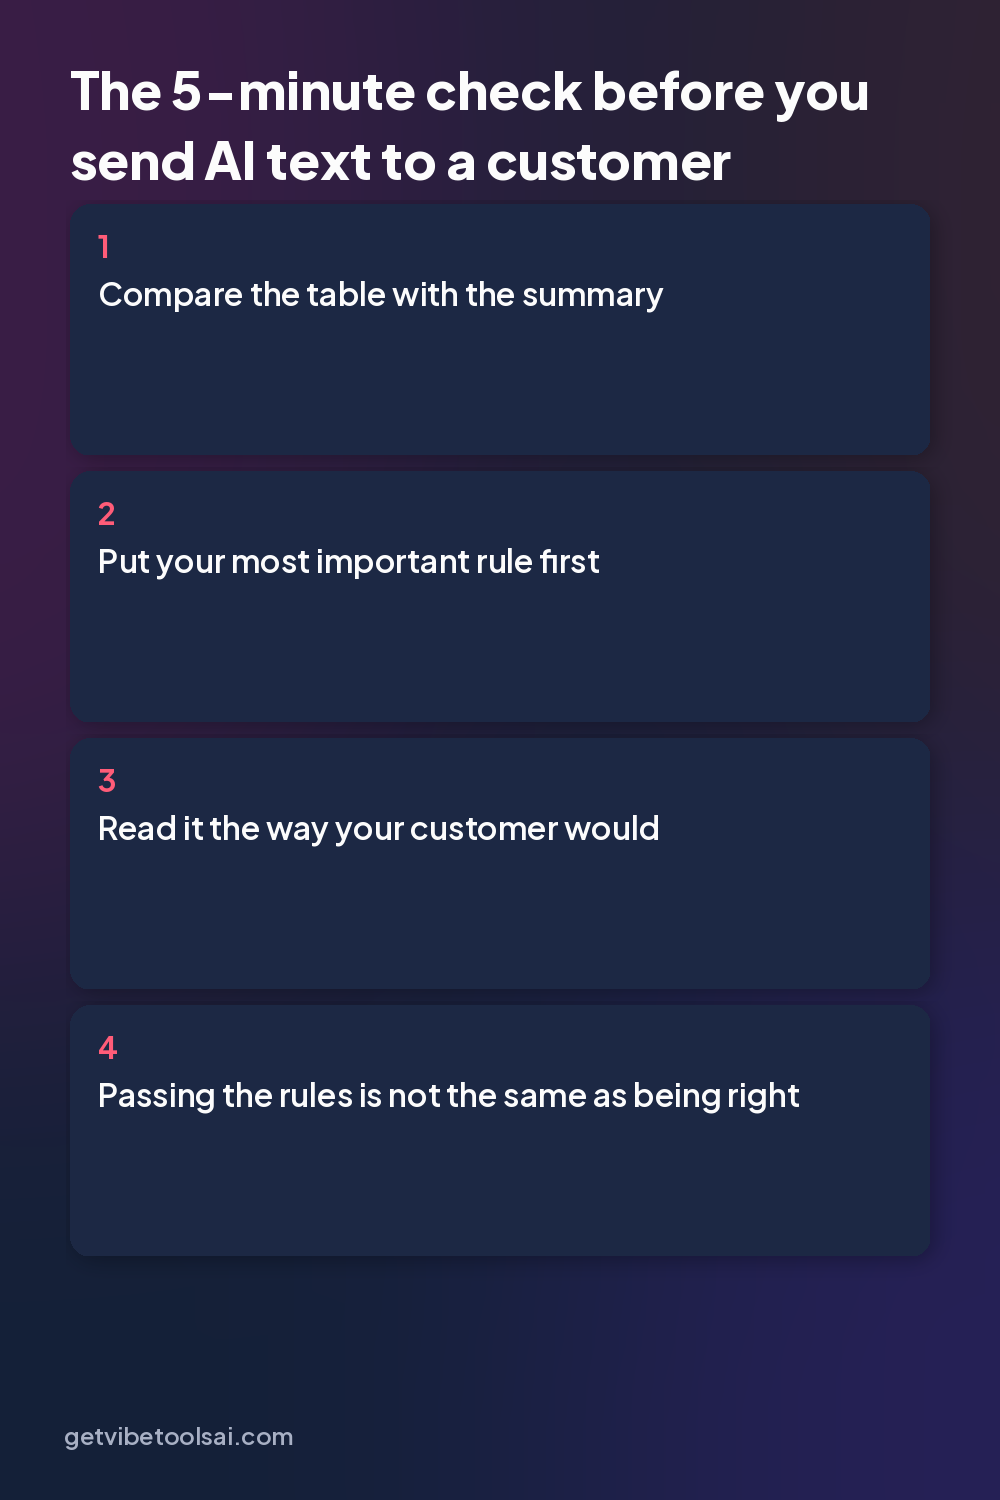 The 5-minute check before you
send AI text to a customer
1
Compare the table with the summary
2
Put your most important rule first
3
Read it the way your customer would
4
Passing the rules is not the same as being right
getvibetoolsai.com